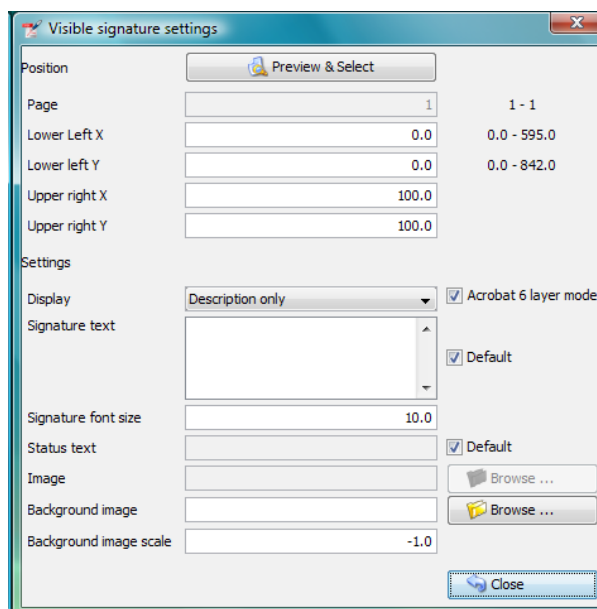 Visible signature settings
Position Preview & Select
Page 1 1 - 1
Lower Left X 0.0 0.0 - 595.0
Lower left Y 0.0 0.0 - 842.0
Upper right X 100.0
Upper right Y 100.0
Settings
Display Description only Acrobat 6 layer mode
Signature text
Default
Signature font size 10.0
Status text Default
Image Browse ...
Background image Browse ...
Background image scale -1.0
Close